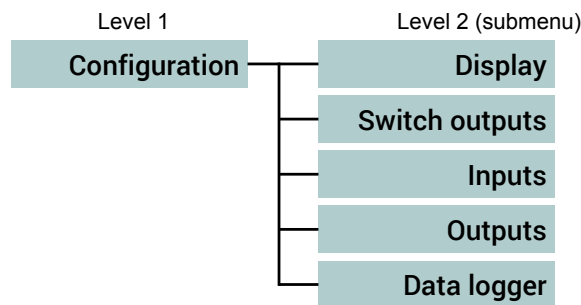 Level 1
Level 2 (submenu)
Configuration
Display
Switch outputs
Inputs
Outputs
Data logger